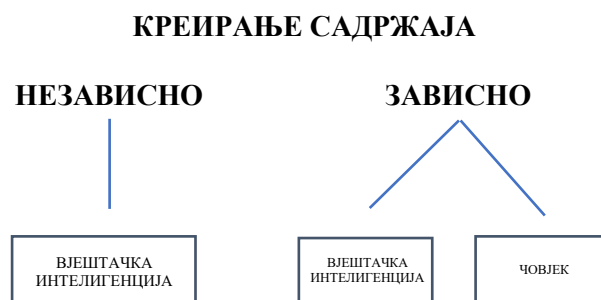 КРЕИРАЊЕ САДРЖАЈА
НЕЗАВИСНО
ЗАВИСНО
ВЈЕШТАЧКА
ИНТЕЛИГЕНЦИЈА
ВЈЕШТАЧКА
ИНТЕЛИГЕНЦИЈА
ЧОВЈЕК